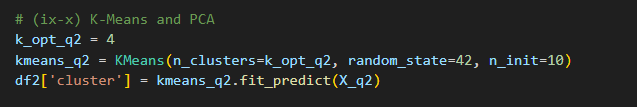 # (ix-x) K-Means and PCA
k_opt_q2 = 4
kmeans_q2 = KMeans(n_clusters=k_opt_q2, random_state=42, n_init=10)
df2['cluster'] = kmeans_q2.fit_predict(X_q2)